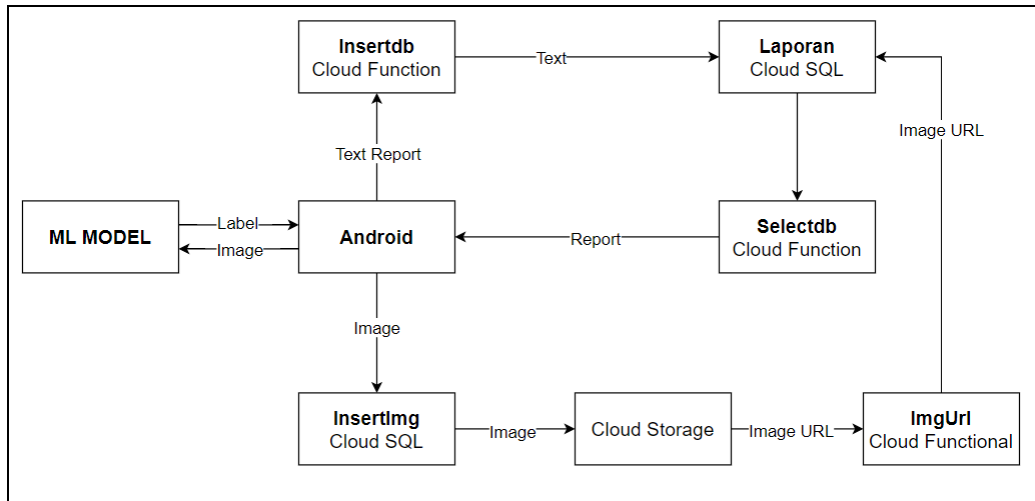 Insertdb
Cloud Function
Text
Laporan
Cloud SQL
Image URL
Text Report
ML MODEL
Label
Image
Android
Report
Selectdb
Cloud Function
Image
InsertImg
Cloud SQL
Image
Cloud Storage
Image URL
ImgUrl
Cloud Functional